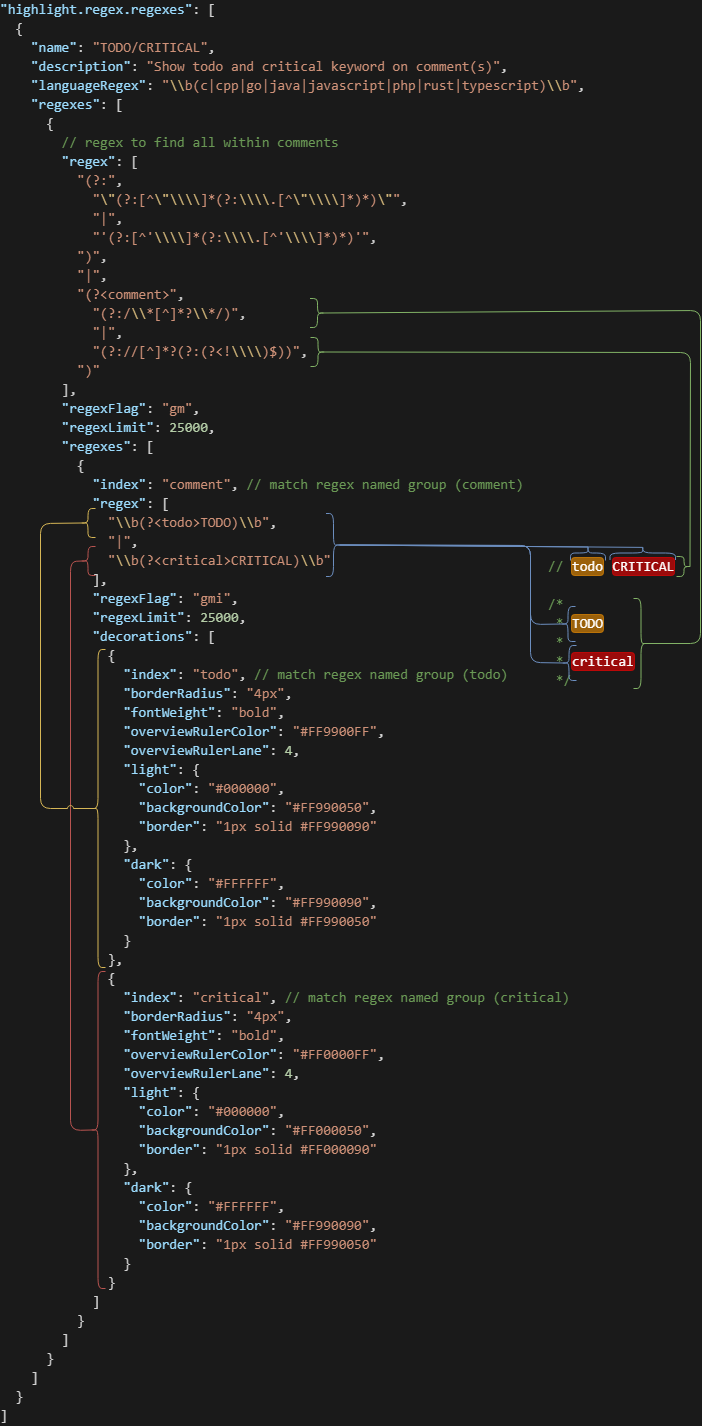 "highlight.regex.regexes": [
  {
    "name": "TODO/CRITICAL",
    "description": "Show todo and critical keyword on comment(s)",
    "languageRegex": "\\b(c|cpp|go|java|javascript|php|rust|typescript)\\b",
    "regexes": [
      {
        // regex to find all within comments
        "regex": [
          "(?:",
            "\"(?:[^\"\\\\]*(?:\\\\.[^\"\\\\]*)*)\"",
            "|",
            "'(?:[^'\\\\]*(?:\\\\.[^'\\\\]*)*)'",
          ")",
          "|",
          "(?<comment>",
            "(?:/\\*[^]*?\\*/)",
            "|",
            "(?://[^]*?(?:(?<!\\\\)$))",
          ")"
        ],
        "regexFlag": "gm",
        "regexLimit": 25000,
        "regexes": [
          {
            "index": "comment", // match regex named group (comment)
            "regex": [
              "\\b(?<todo>TODO)\\b",
              "|",
              "\\b(?<critical>CRITICAL)\\b"
            ],
            "regexFlag": "gmi",
            "regexLimit": 25000,
            "decorations": [
              {
                "index": "todo", // match regex named group (todo)
                "borderRadius": "4px",
                "fontWeight": "bold",
                "overviewRulerColor": "#FF9900FF",
                "overviewRulerLane": 4,
                "light": {
                  "color": "#000000",
                  "backgroundColor": "#FF990050",
                  "border": "1px solid #FF990090"
                },
                "dark": {
                  "color": "#FFFFFF",
                  "backgroundColor": "#FF990090",
                  "border": "1px solid #FF990050"
                }
              },
              {
                "index": "critical", // match regex named group (critical)
                "borderRadius": "4px",
                "fontWeight": "bold",
                "overviewRulerColor": "#FF0000FF",
                "overviewRulerLane": 4,
                "light": {
                  "color": "#000000",
                  "backgroundColor": "#FF000050",
                  "border": "1px solid #FF000090"
                },
                "dark": {
                  "color": "#FFFFFF",
                  "backgroundColor": "#FF990090",
                  "border": "1px solid #FF990050"
                }
              }
            ]
          }
        ]
      }
    ]
  }
]
// todo CRITICAL
/*
 * TODO
 *
 * critical
 */